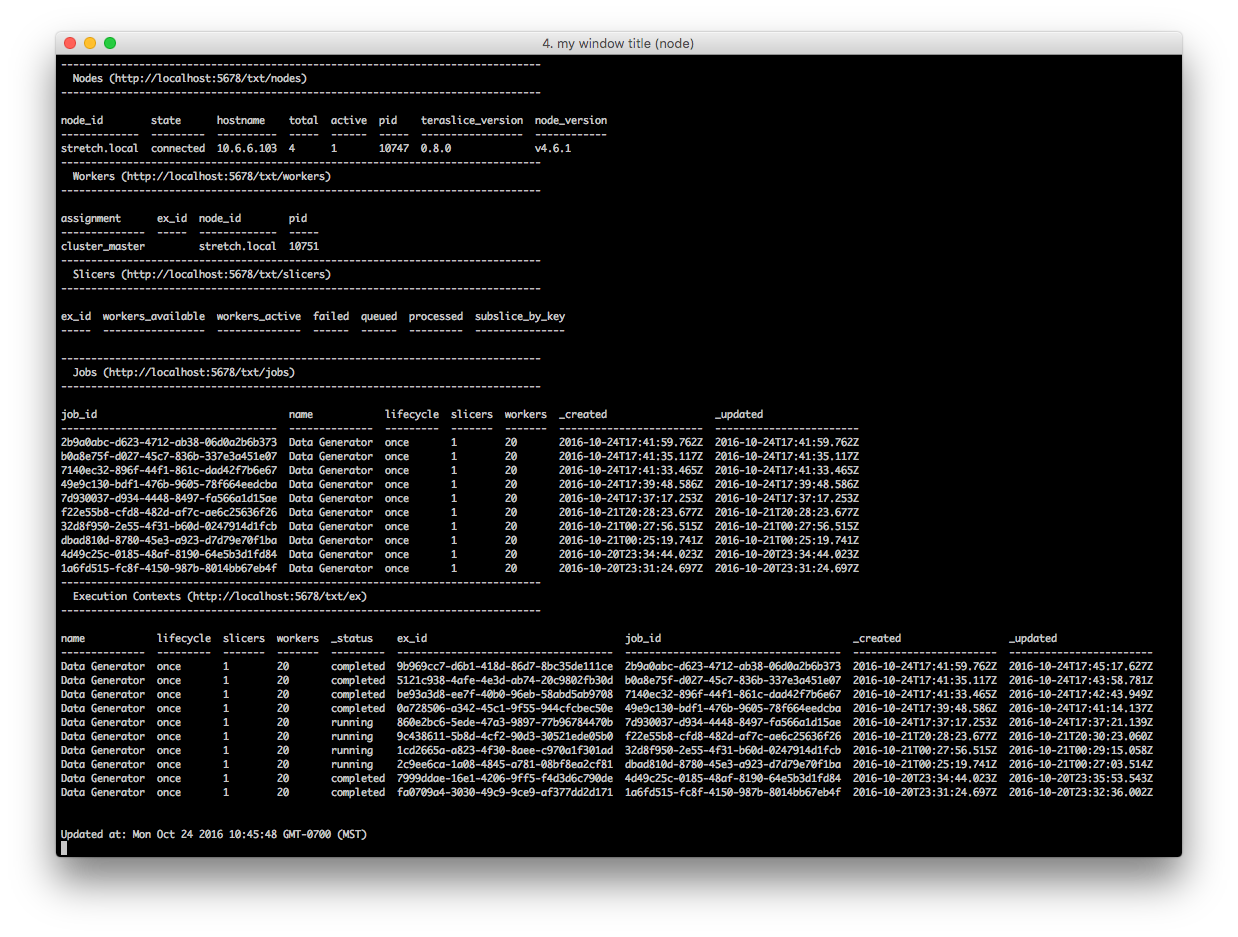 4. my window title (node)
--------------------------------------------------------------------------------
  Nodes (http://localhost:5678/txt/nodes)
--------------------------------------------------------------------------------
node_id        state      hostname    total  active  pid    teraslice_version  node_version
-------------  ---------  ----------  -----  ------  -----  -----------------  ------------
stretch.local  connected  10.6.6.103  4      1       10747  0.8.0              v4.6.1
--------------------------------------------------------------------------------
  Workers (http://localhost:5678/txt/workers)
--------------------------------------------------------------------------------
assignment      ex_id  node_id        pid
--------------  -----  -------------  -----
cluster_master         stretch.local  10751
--------------------------------------------------------------------------------
  Slicers (http://localhost:5678/txt/slicers)
--------------------------------------------------------------------------------
ex_id  workers_available  workers_active  failed  queued  processed  subslice_by_key
-----  -----------------  --------------  ------  ------  ---------  ---------------
--------------------------------------------------------------------------------
  Jobs (http://localhost:5678/txt/jobs)
--------------------------------------------------------------------------------
job_id                                name            lifecycle  slicers  workers  _created                  _updated
------------------------------------  --------------  ---------  -------  -------  ------------------------  ------------------------
2b9a0abc-d623-4712-ab38-06d0a2b6b373  Data Generator  once       1        20       2016-10-24T17:41:59.762Z  2016-10-24T17:41:59.762Z
b0a8e75f-d027-45c7-836b-337e3a451e07  Data Generator  once       1        20       2016-10-24T17:41:35.117Z  2016-10-24T17:41:35.117Z
7140ec32-896f-44f1-861c-dad42f7b6e67  Data Generator  once       1        20       2016-10-24T17:41:33.465Z  2016-10-24T17:41:33.465Z
49e9c130-bdf1-476b-9605-78f664eedcba  Data Generator  once       1        20       2016-10-24T17:39:48.586Z  2016-10-24T17:39:48.586Z
7d930037-d934-4448-8497-fa566a1d15ae  Data Generator  once       1        20       2016-10-24T17:37:17.253Z  2016-10-24T17:37:17.253Z
f22e55b8-cfd8-482d-af7c-ae6c25636f26  Data Generator  once       1        20       2016-10-21T20:28:23.677Z  2016-10-21T20:28:23.677Z
32d8f950-2e55-4f31-b60d-0247914d1fcb  Data Generator  once       1        20       2016-10-21T00:27:56.515Z  2016-10-21T00:27:56.515Z
dbad810d-8780-45e3-a923-d7d79e70f1ba  Data Generator  once       1        20       2016-10-21T00:25:19.741Z  2016-10-21T00:25:19.741Z
4d49c25c-0185-48af-8190-64e5b3d1fd84  Data Generator  once       1        20       2016-10-20T23:34:44.023Z  2016-10-20T23:34:44.023Z
1a6fd515-fc8f-4150-987b-8014bb67eb4f  Data Generator  once       1        20       2016-10-20T23:31:24.697Z  2016-10-20T23:31:24.697Z
--------------------------------------------------------------------------------
  Execution Contexts (http://localhost:5678/txt/ex)
--------------------------------------------------------------------------------
name            lifecycle  slicers  workers  _status    ex_id                                 job_id                                _created                  _updated
--------------  ---------  -------  -------  ---------  ------------------------------------  ------------------------------------  ------------------------  ------------------------
Data Generator  once       1        20       completed  9b969cc7-d6b1-418d-86d7-8bc35de111ce  2b9a0abc-d623-4712-ab38-06d0a2b6b373  2016-10-24T17:41:59.762Z  2016-10-24T17:45:17.627Z
Data Generator  once       1        20       completed  5121c938-4afe-4e3d-ab74-20c9802fb30d  b0a8e75f-d027-45c7-836b-337e3a451e07  2016-10-24T17:41:35.117Z  2016-10-24T17:43:58.781Z
Data Generator  once       1        20       completed  be93a3d8-ee7f-40b0-96eb-58abd5ab9708  7140ec32-896f-44f1-861c-dad42f7b6e67  2016-10-24T17:41:33.465Z  2016-10-24T17:42:43.949Z
Data Generator  once       1        20       completed  0a728506-a342-45c1-9f55-944cfcbec50e  49e9c130-bdf1-476b-9605-78f664eedcba  2016-10-24T17:39:48.586Z  2016-10-24T17:41:14.137Z
Data Generator  once       1        20       running    860e2bc6-5ede-47a3-9897-77b96784470b  7d930037-d934-4448-8497-fa566a1d15ae  2016-10-24T17:37:17.253Z  2016-10-24T17:37:21.139Z
Data Generator  once       1        20       running    9c438611-5b8d-4cf2-90d3-30521ede05b0  f22e55b8-cfd8-482d-af7c-ae6c25636f26  2016-10-21T20:28:23.677Z  2016-10-21T20:30:23.060Z
Data Generator  once       1        20       running    1cd2665a-a823-4f30-8aee-c970a1f301ad  32d8f950-2e55-4f31-b60d-0247914d1fcb  2016-10-21T00:27:56.515Z  2016-10-21T00:29:15.058Z
Data Generator  once       1        20       running    2c9ee6ca-1a08-4845-a781-08bf8ea2cf81  dbad810d-8780-45e3-a923-d7d79e70f1ba  2016-10-21T00:25:19.741Z  2016-10-21T00:27:03.514Z
Data Generator  once       1        20       completed  7999ddae-16e1-4206-9ff5-f4d3d6c790de  4d49c25c-0185-48af-8190-64e5b3d1fd84  2016-10-20T23:34:44.023Z  2016-10-20T23:35:53.543Z
Data Generator  once       1        20       completed  fa0709a4-3030-49c9-9ce9-af377dd2d171  1a6fd515-fc8f-4150-987b-8014bb67eb4f  2016-10-20T23:31:24.697Z  2016-10-20T23:32:36.002Z
Updated at: Mon Oct 24 2016 10:45:48 GMT-0700 (MST)